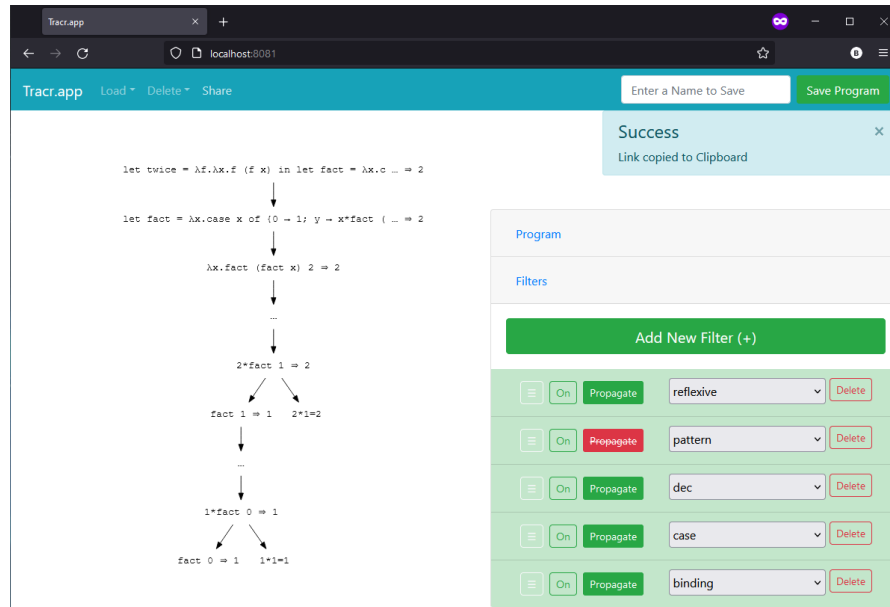 Tracr.app
localhost:8081
B
Tracr.app Load Delete Share Enter a Name to Save Save Program
Success
Link copied to Clipboard
let twice = λf.λx.f (f x) in let fact = λx.c … ⇒ 2
let fact = λx.case x of {0 → 1; y → x*fact ( … ⇒ 2
λx.fact (fact x) 2 ⇒ 2
…
2*fact 1 ⇒ 2
fact 1 ⇒ 1 2*1=2
…
1*fact 0 ⇒ 1
fact 0 ⇒ 1 1*1=1
Program
Filters
Add New Filter (+)
On Propagate reflexive Delete
On Propagate pattern Delete
On Propagate dec Delete
On Propagate case Delete
On Propagate binding Delete